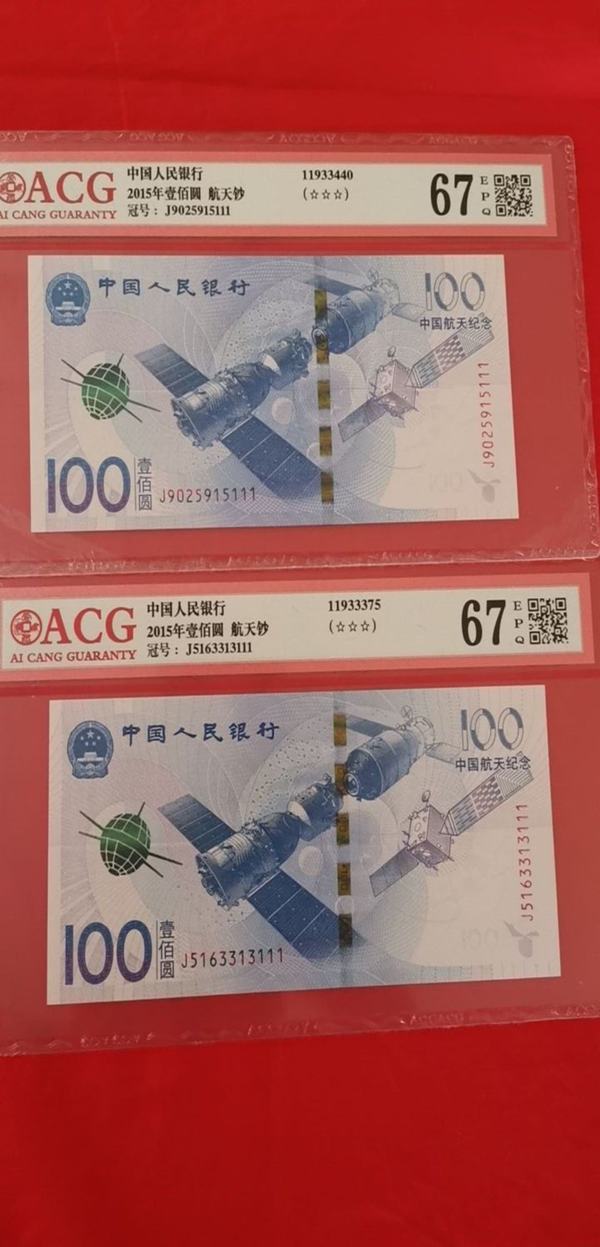 ACG
AI CANG GUARANTY
中国人民银行
2015年壹佰圆 航天钞
冠号：J9025915111
11933440
(☆☆☆)
67
EPQ
中国人民银行
100
中国航天纪念
J9025915111
100
壹佰圆
J9025915111
ACG
AI CANG GUARANTY
中国人民银行
2015年壹佰圆 航天钞
冠号：J5163313111
11933375
(☆☆☆)
67
EPQ
中国人民银行
100
中国航天纪念
J5163313111
100
壹佰圆
J5163313111